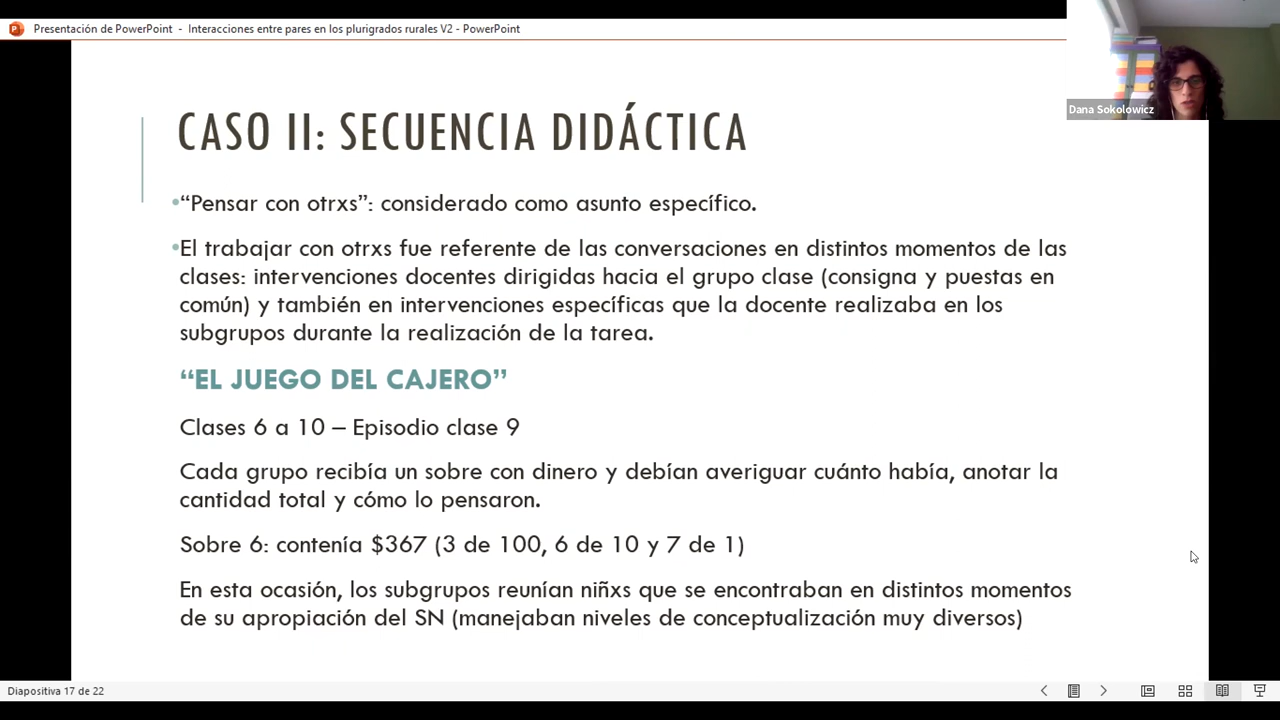 Presentación de PowerPoint - Interacciones entre pares en los plurigrados rurales V2 - PowerPoint
Dana Sokolowicz
CASO II: SECUENCIA DIDÁCTICA
•“Pensar con otrxs”: considerado como asunto específico.
•El trabajar con otrxs fue referente de las conversaciones en distintos momentos de las
clases: intervenciones docentes dirigidas hacia el grupo clase (consigna y puestas en
común) y también en intervenciones específicas que la docente realizaba en los
subgrupos durante la realización de la tarea.
“EL JUEGO DEL CAJERO”
Clases 6 a 10 – Episodio clase 9
Cada grupo recibía un sobre con dinero y debían averiguar cuánto había, anotar la
cantidad total y cómo lo pensaron.
Sobre 6: contenía $367 (3 de 100, 6 de 10 y 7 de 1)
En esta ocasión, los subgrupos reunían niñxs que se encontraban en distintos momentos
de su apropiación del SN (manejaban niveles de conceptualización muy diversos)
Diapositiva 17 de 22